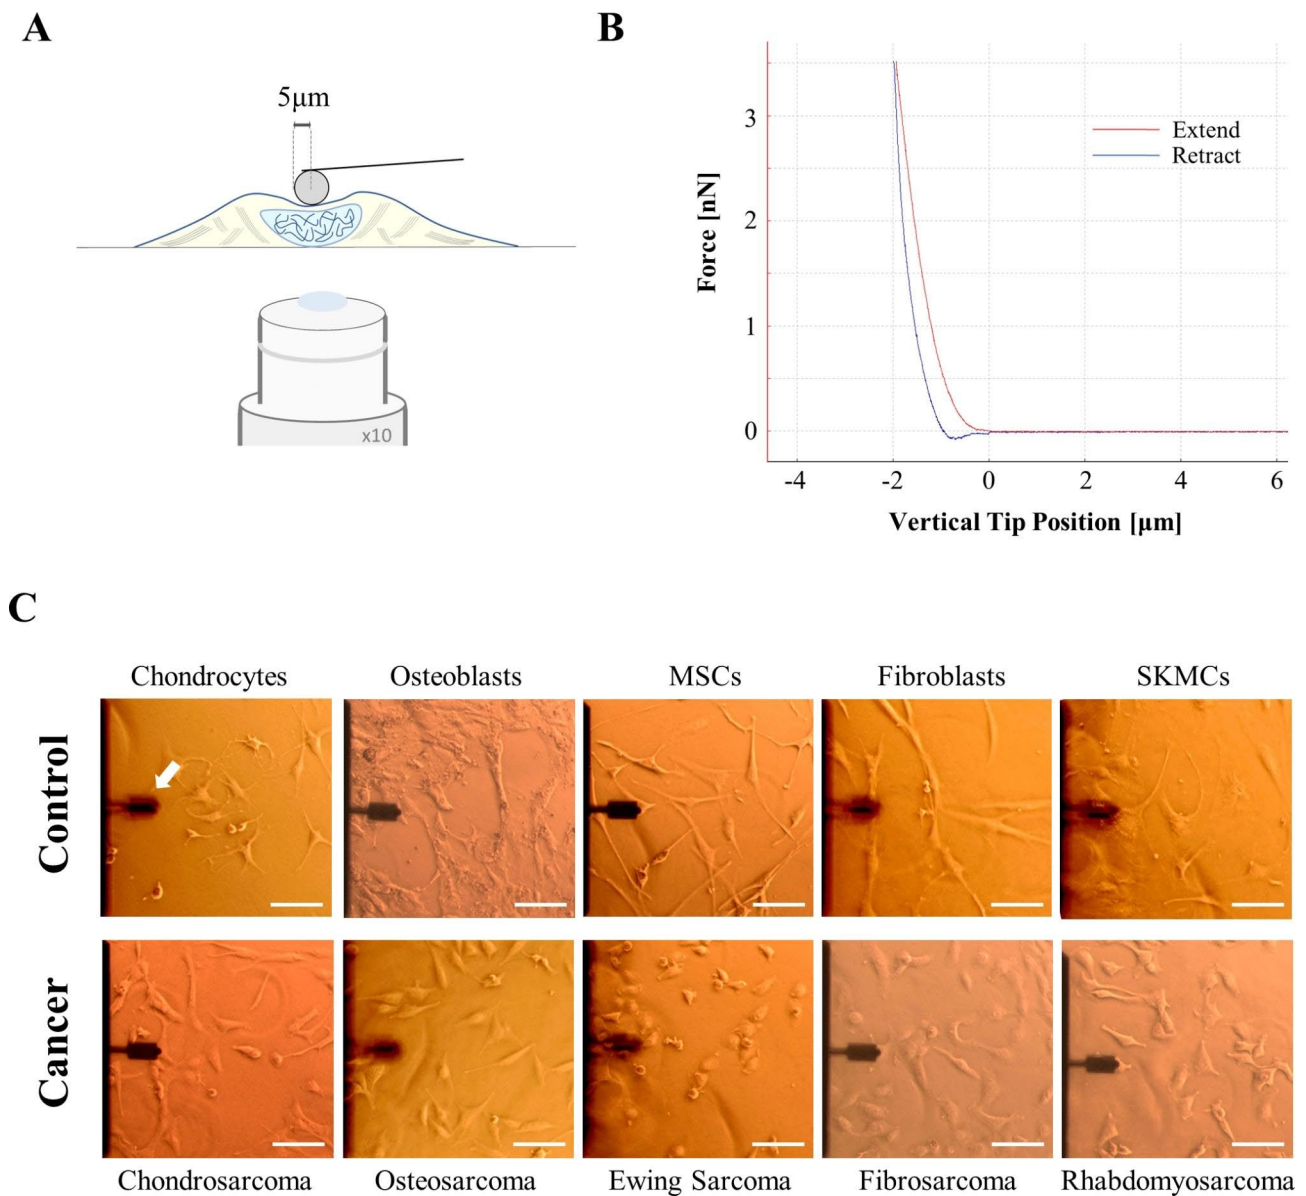 A
5μm
x10
B
Force [nN]
3
2
1
0
Extend
Retract
-4
-2
0
2
4
6
Vertical Tip Position [μm]
C
Chondrocytes
Osteoblasts
MSCs
Fibroblasts
SKMCs
Control
Cancer
Chondrosarcoma
Osteosarcoma
Ewing Sarcoma
Fibrosarcoma
Rhabdomyosarcoma